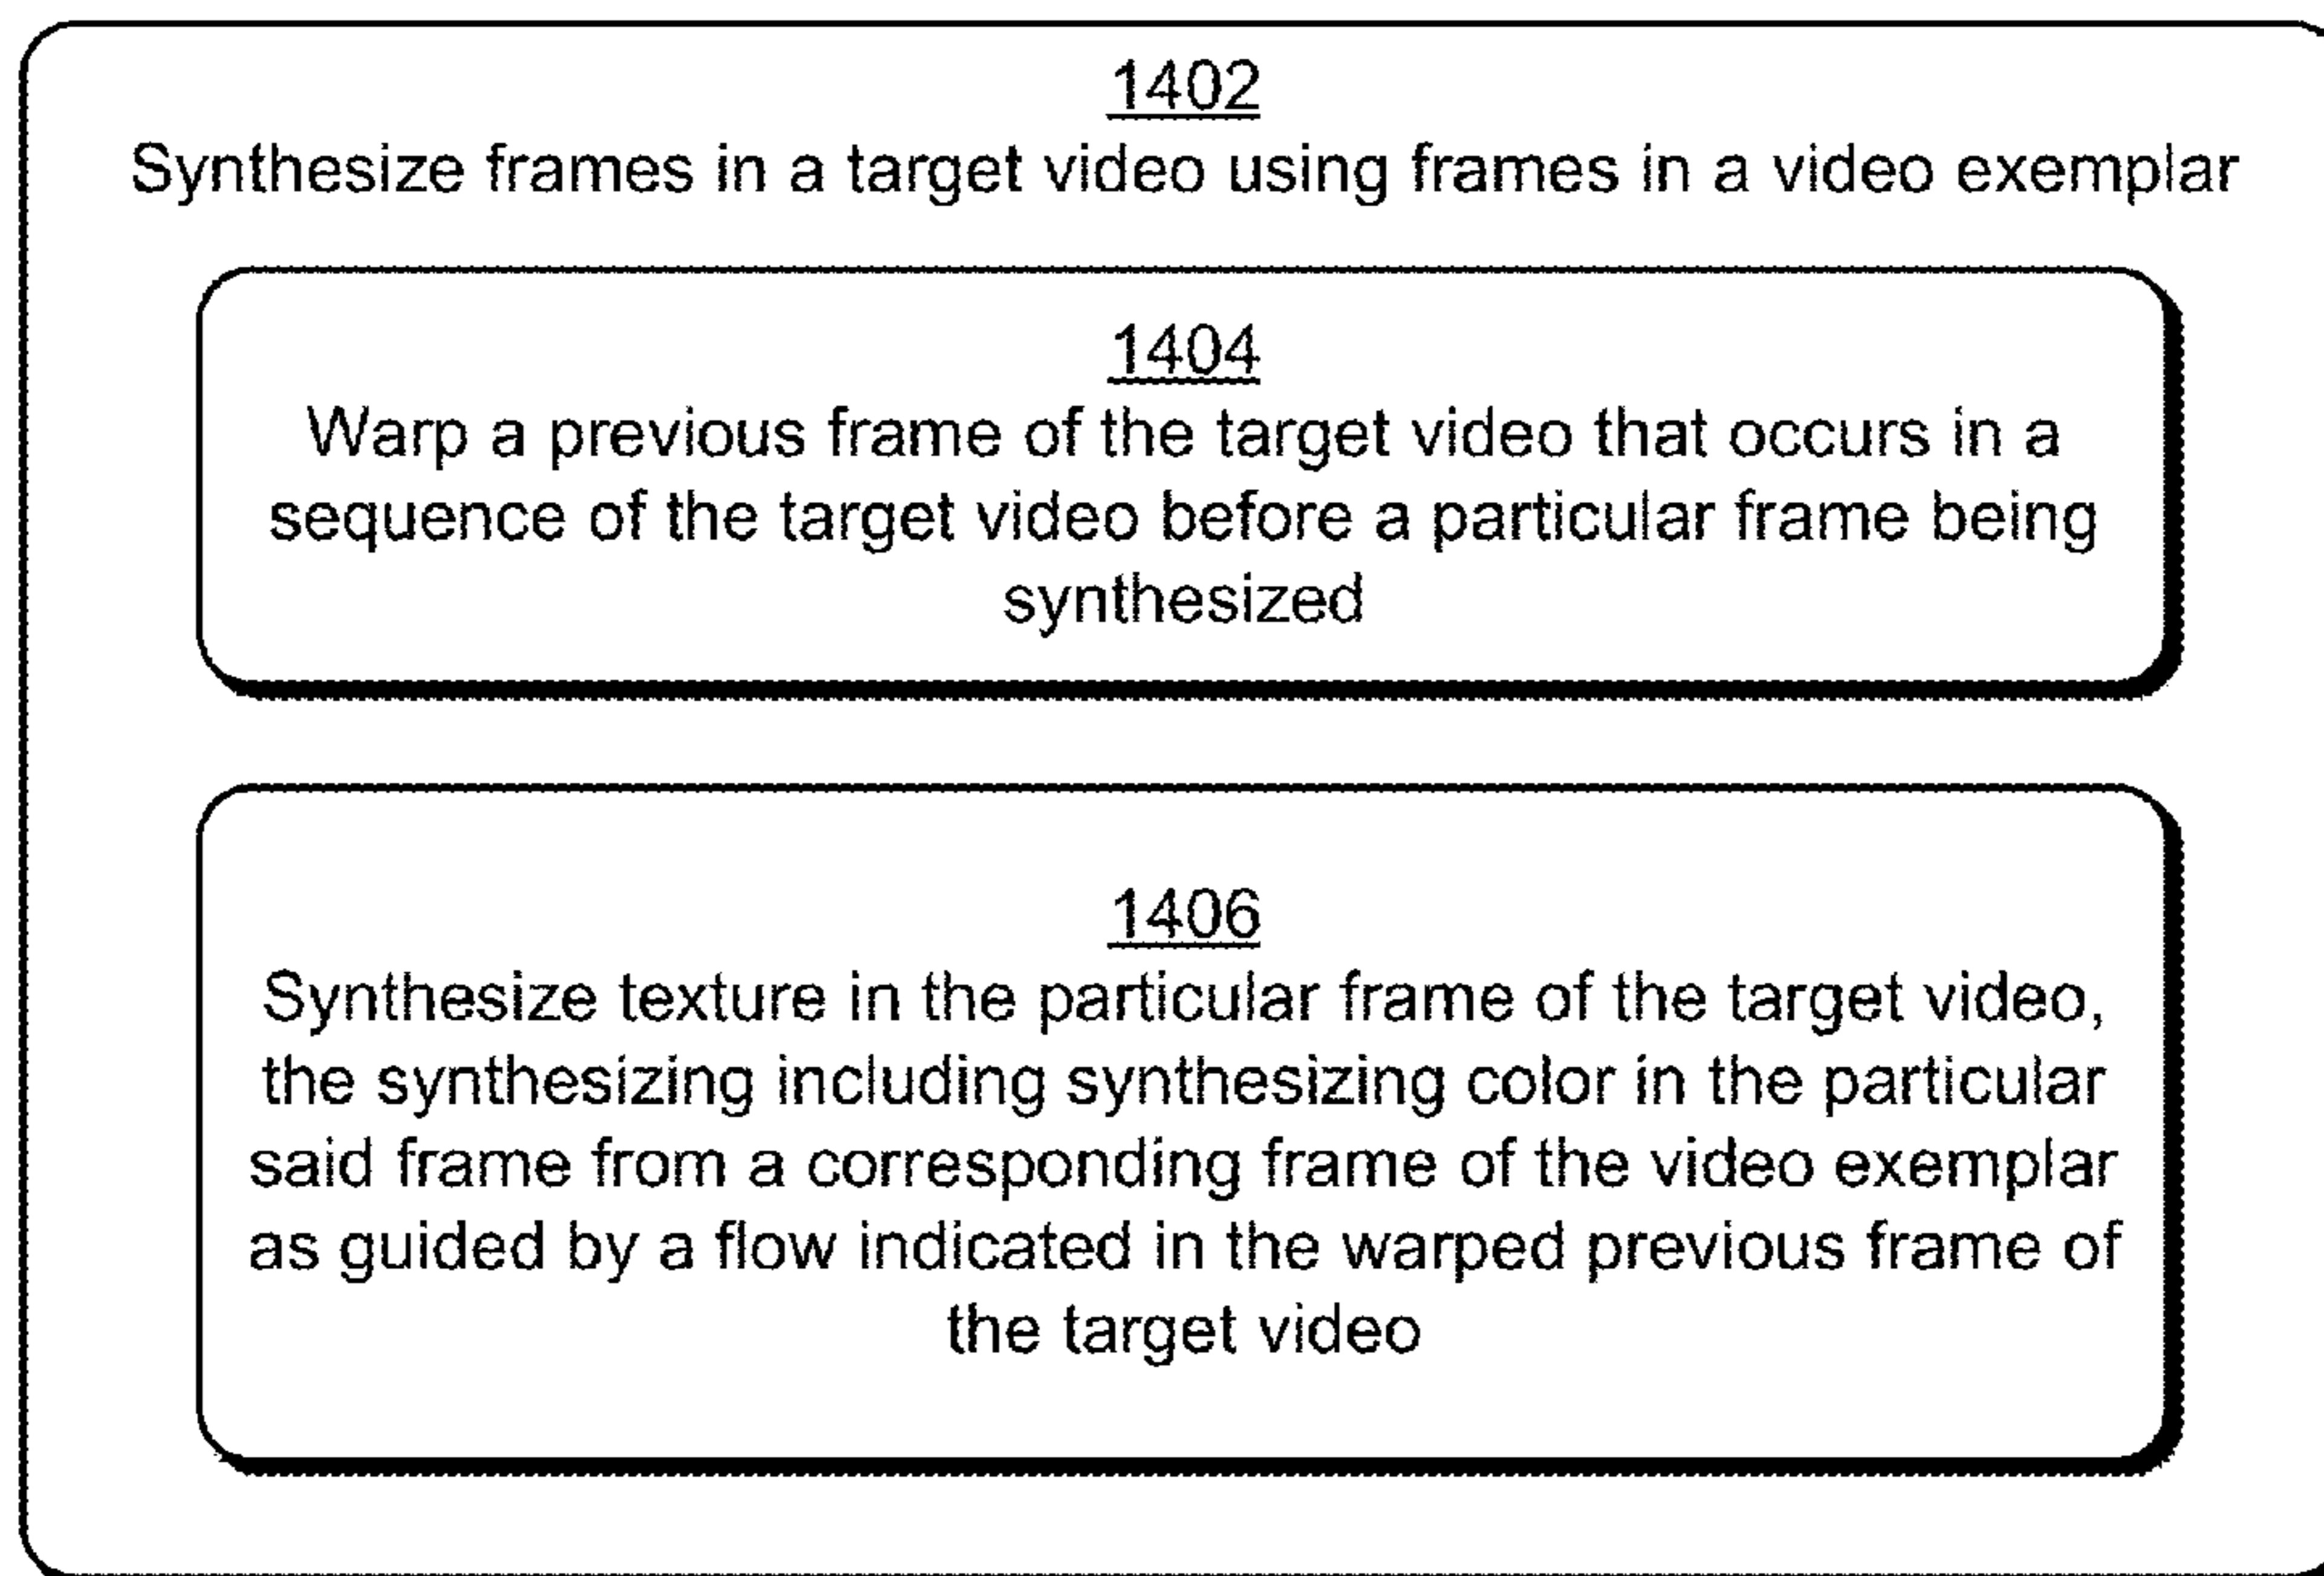 1402
Synthesize frames in a target video using frames in a video exemplar
1404
Warp a previous frame of the target video that occurs in a
sequence of the target video before a particular frame being
synthesized
1406
Synthesize texture in the particular frame of the target video,
the synthesizing including synthesizing color in the particular
said frame from a corresponding frame of the video exemplar
as guided by a flow indicated in the warped previous frame of
the target video